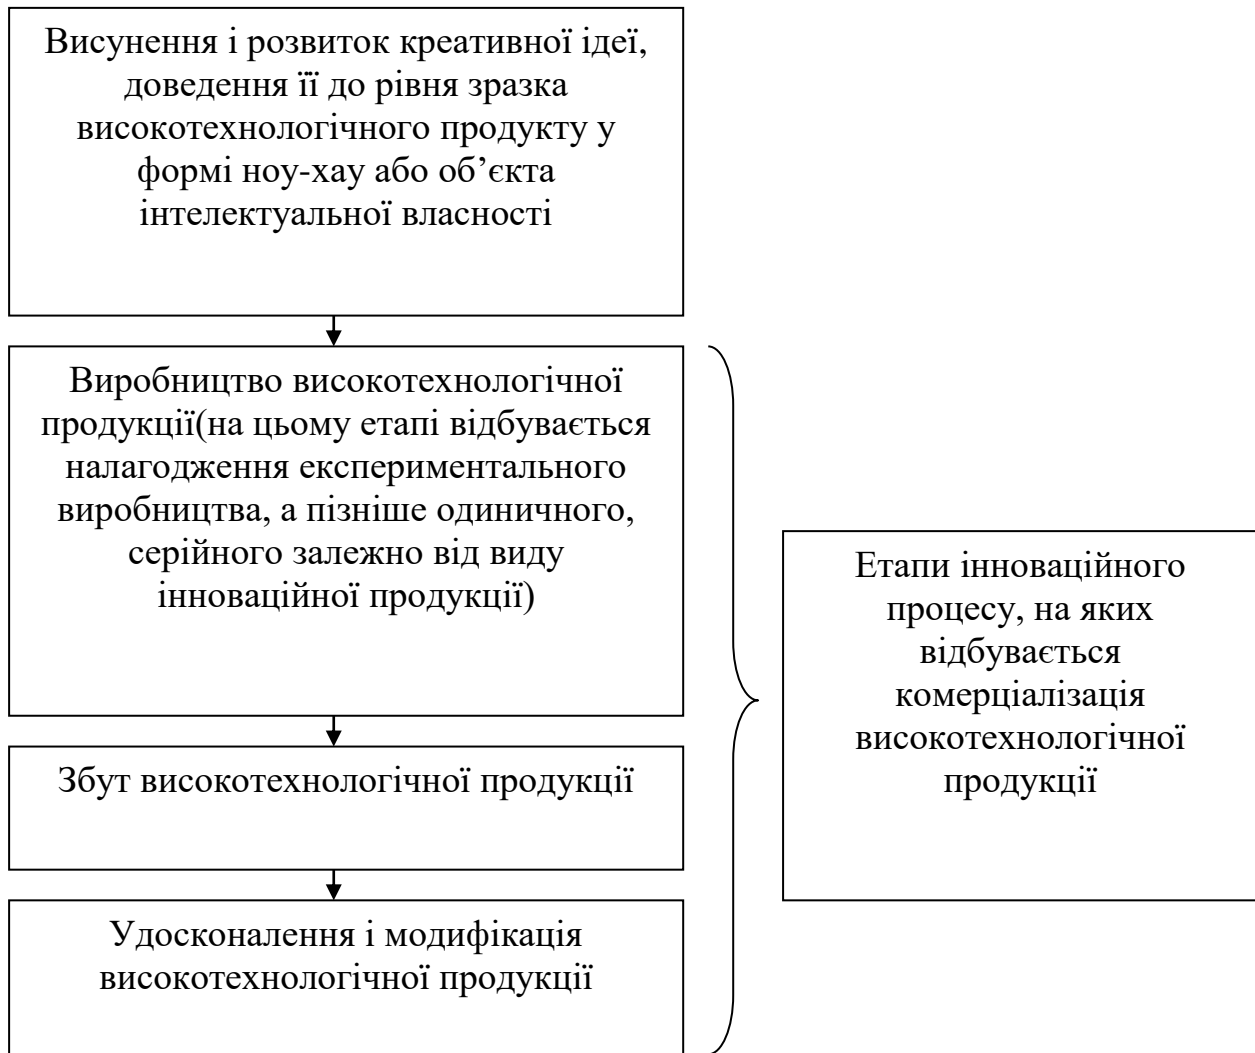 Висунення і розвиток креативної ідеї,
доведення її до рівня зразка
високотехнологічного продукту у
формі ноу-хау або об’єкта
інтелектуальної власності
Виробництво високотехнологічної
продукції(на цьому етапі відбувається
налагодження експериментального
виробництва, а пізніше одиничного,
серійного залежно від виду
інноваційної продукції)
Збут високотехнологічної продукції
Удосконалення і модифікація
високотехнологічної продукції
Етапи інноваційного
процесу, на яких
відбувається
комерціалізація
високотехнологічної
продукції